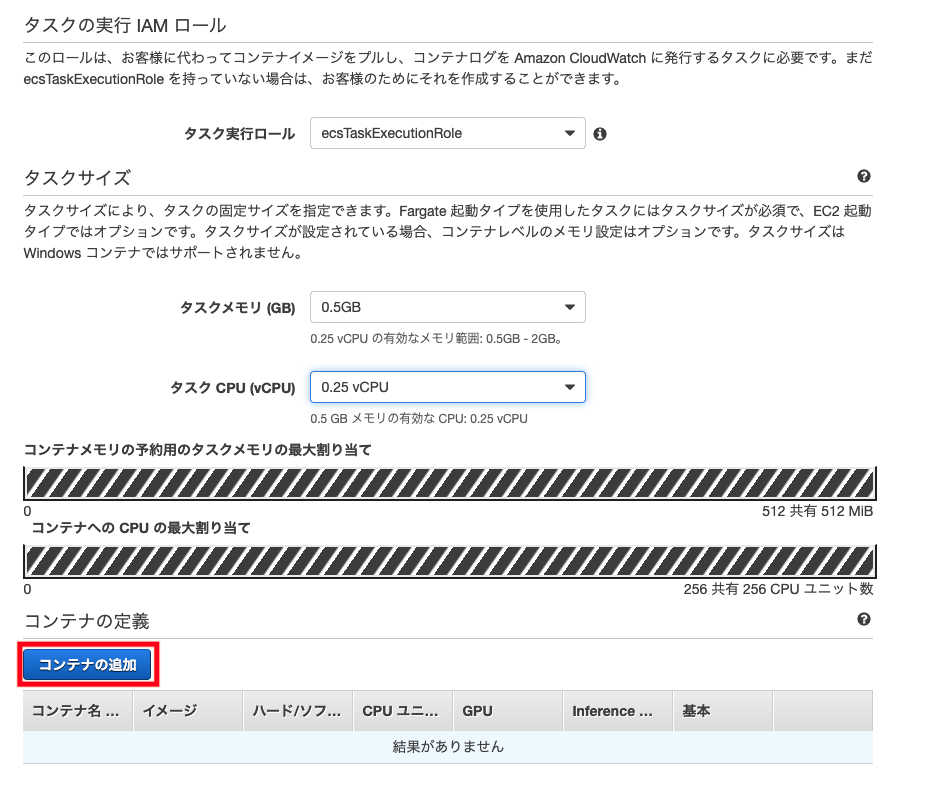 タスクの実行 IAM ロール
このロールは、お客様に代わってコンテナイメージをプルし、コンテナログを Amazon CloudWatch に発行するタスクに必要です。まだ
ecsTaskExecutionRole を持っていない場合は、お客様のためにそれを作成することができます。
タスク実行ロール ecsTaskExecutionRole
タスクサイズ
タスクサイズにより、タスクの固定サイズを指定できます。Fargate 起動タイプを使用したタスクにはタスクサイズが必須で、EC2 起動
タイプではオプションです。タスクサイズが設定されている場合、コンテナレベルのメモリ設定はオプションです。タスクサイズは
Windows コンテナではサポートされません。
タスクメモリ (GB) 0.5GB
0.25 vCPU の有効なメモリ範囲: 0.5GB - 2GB。
タスク CPU (vCPU) 0.25 vCPU
0.5 GB メモリの有効な CPU: 0.25 vCPU
コンテナメモリの予約用のタスクメモリの最大割り当て
0 512 共有 512 MiB
コンテナへの CPU の最大割り当て
0 256 共有 256 CPU ユニット数
コンテナの定義
コンテナの追加
コンテナ名 ... イメージ ハード/ソフ... CPU ユニ... GPU Inference ... 基本
結果がありません